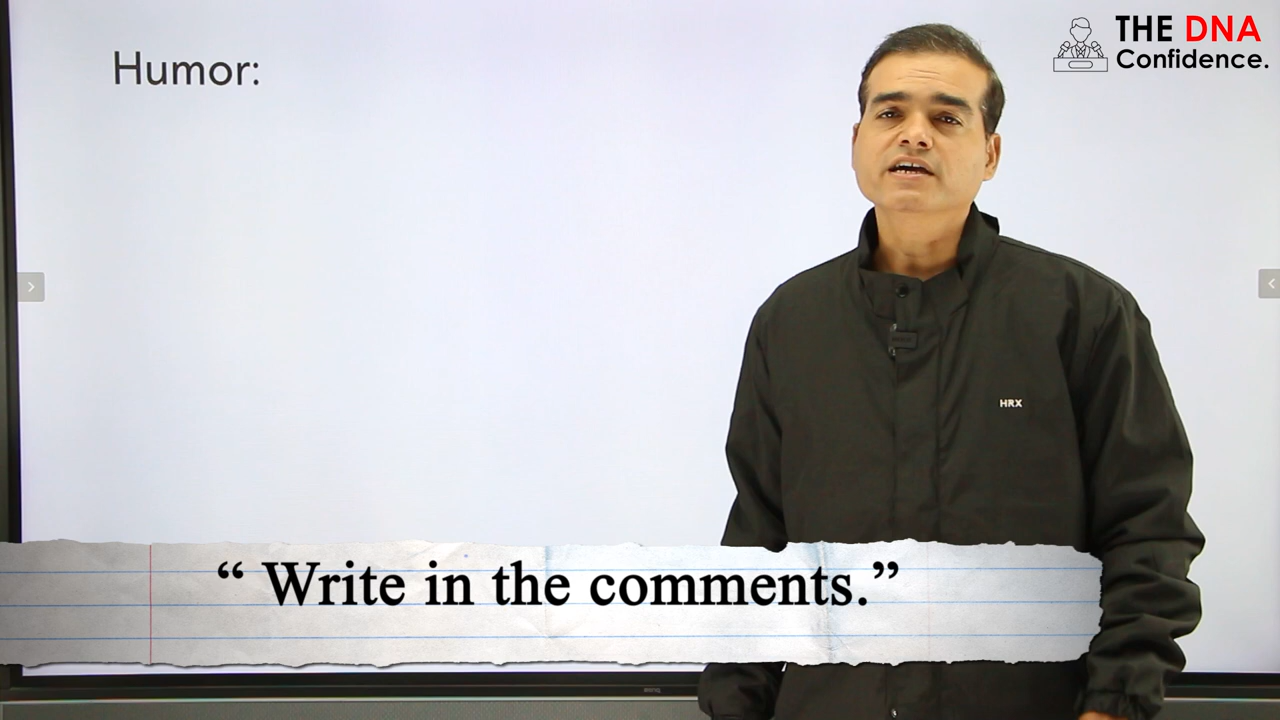 Humor:
THE DNA
Confidence.
HRX
“ Write in the comments.”